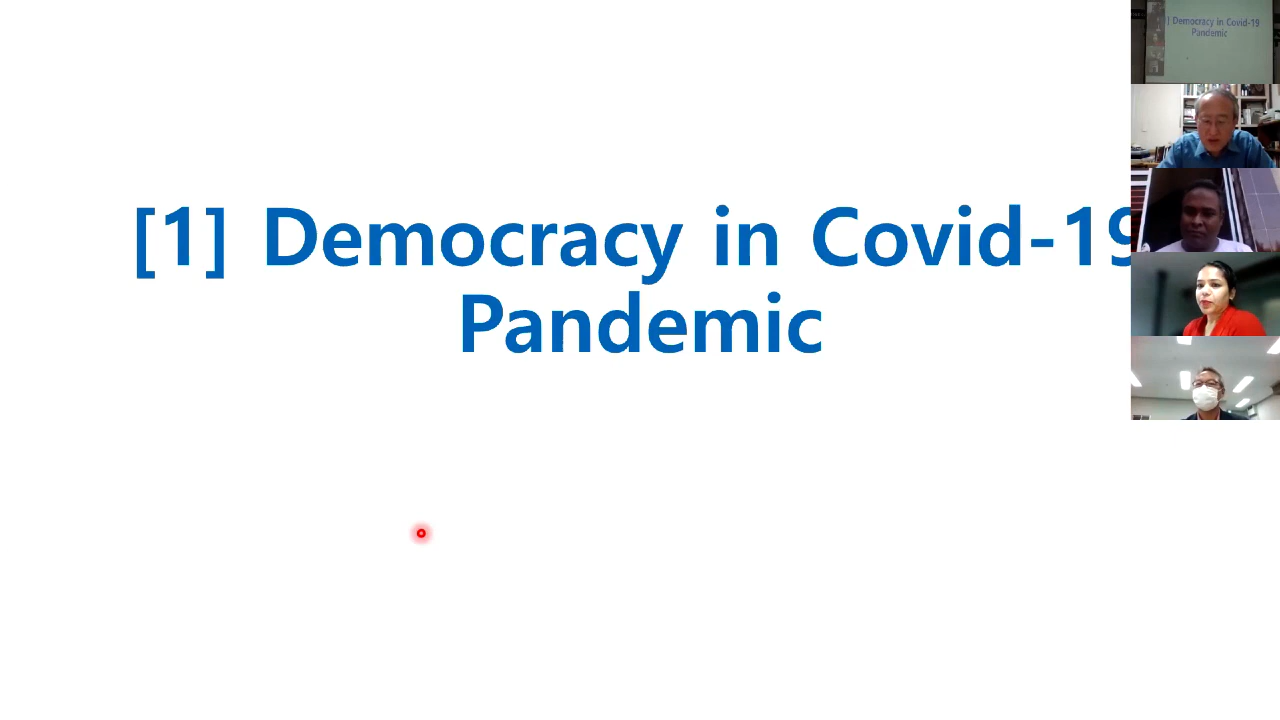 [1] Democracy in Covid-19
Pandemic
] Democracy in Covid-19
Pandemic